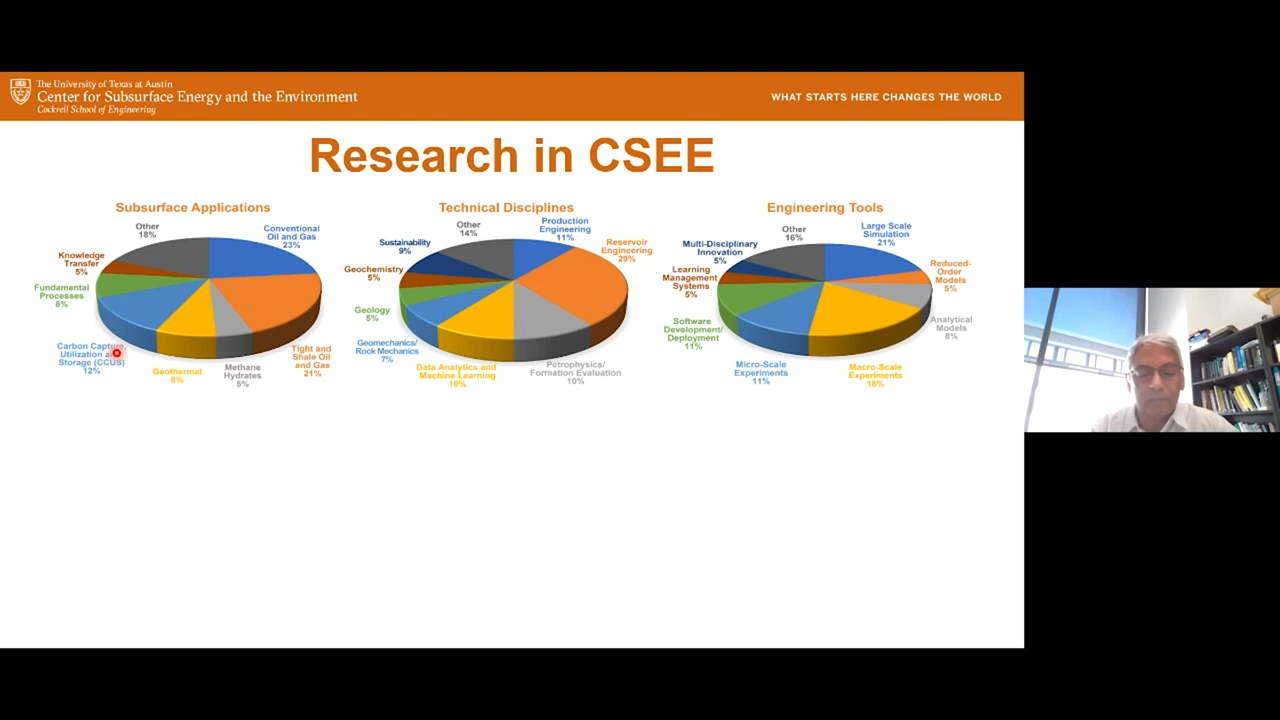 The University of Texas at Austin
Center for Subsurface Energy and the Environment
Cockrell School of Engineering
WHAT STARTS HERE CHANGES THE WORLD
Research in CSEE
Subsurface Applications
Other
18%
Conventional
Oil and Gas
23%
Knowledge
Transfer
5%
Fundamental
Processes
8%
Carbon Capture,
Utilization
Storage (CCUS)
12%
Geothermal
8%
Methane
Hydrates
5%
Tight and
Shale Oil
and Gas
21%
Technical Disciplines
Other
14%
Production
Engineering
11%
Sustainability
9%
Reservoir
Engineering
29%
Geochemistry
5%
Geology
5%
Geomechanics/
Rock Mechanics
7%
Data Analytics and
Machine Learning
10%
Petrophysics/
Formation Evaluation
10%
Engineering Tools
Other
16%
Large Scale
Simulation
21%
Multi-Disciplinary
Innovation
5%
Reduced-
Order
Models
5%
Learning
Management
Systems
5%
Analytical
Models
8%
Software
Development/
Deployment
11%
Micro-Scale
Experiments
11%
Macro-Scale
Experiments
18%